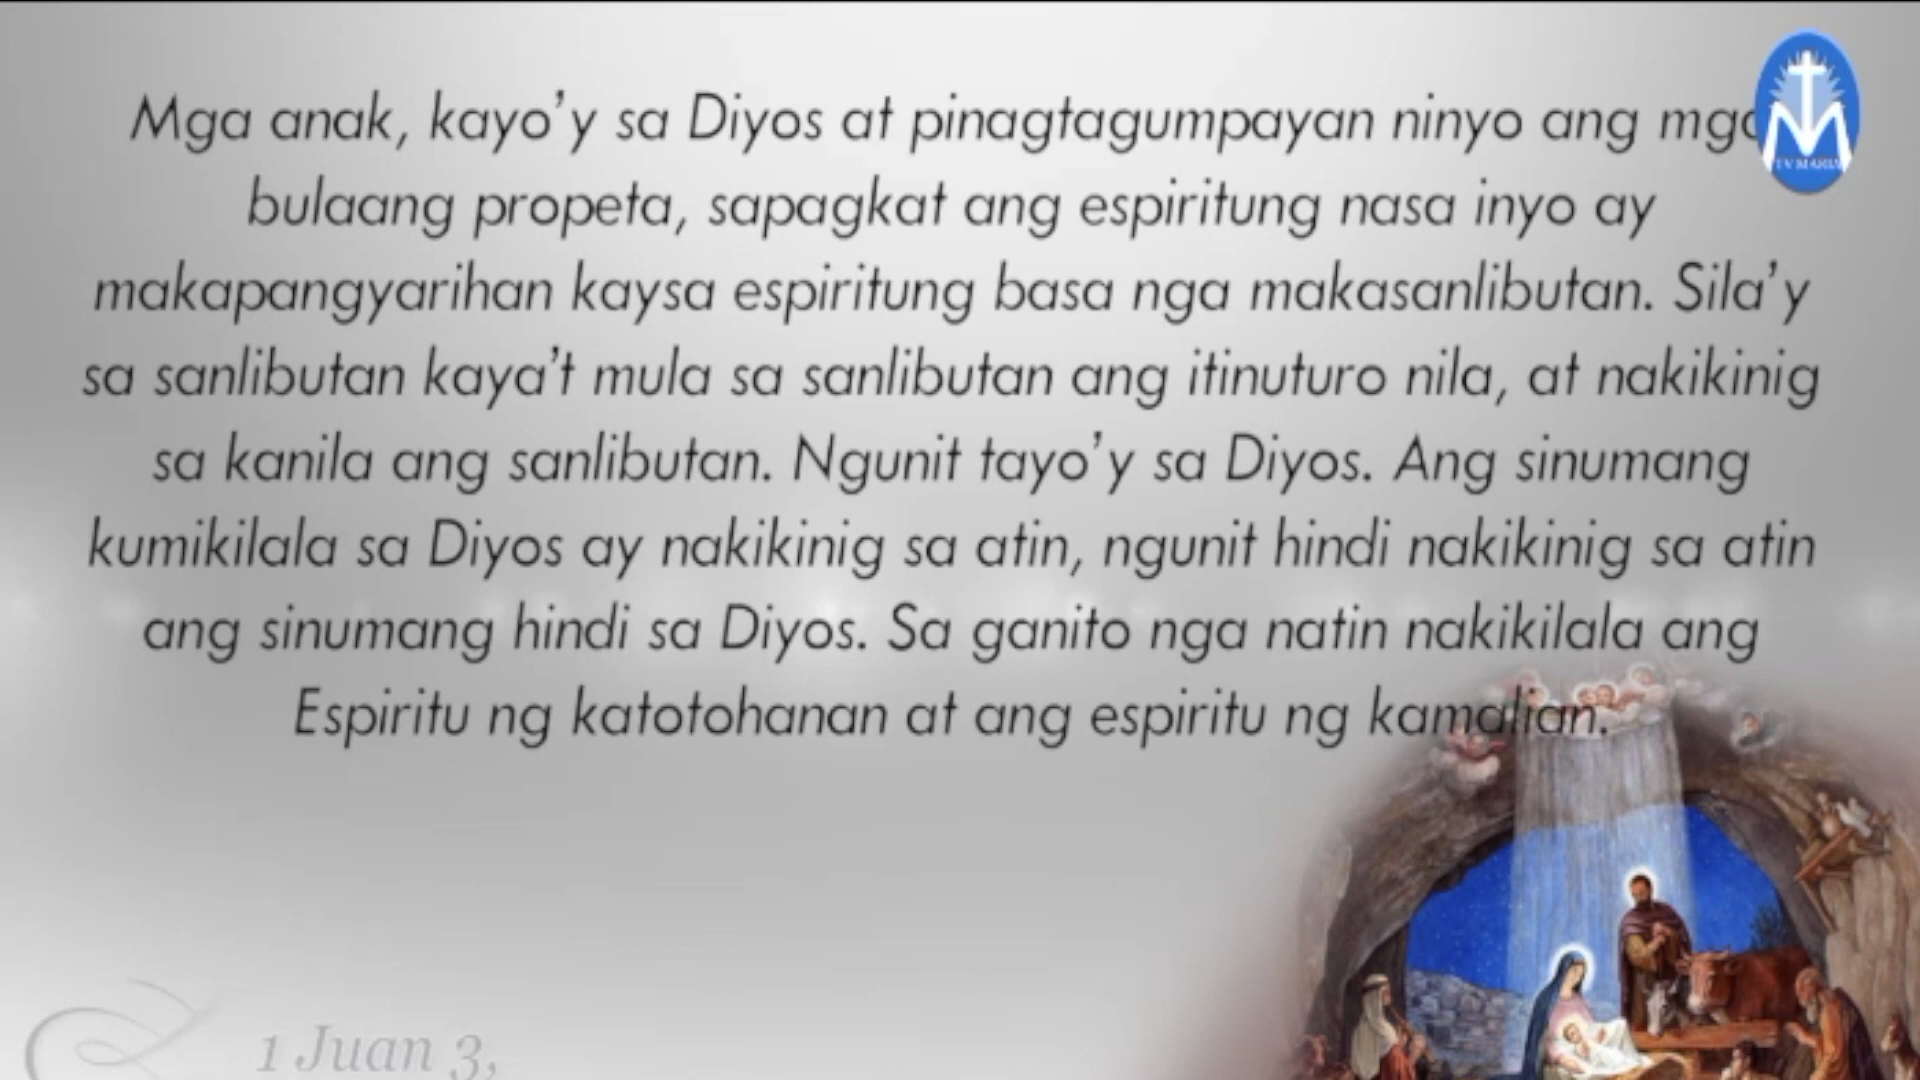 Mga anak, kayo'y sa Diyos at pinagtagumpayan ninyo ang mga
bulaang propeta, sapagkat ang espiritung nasa inyo ay
makapangyarihan kaysa espiritung basa nga makasanlibutan. Sila'y
sa sanlibutan kaya't mula sa sanlibutan ang itinuturo nila, at nakikinig
sa kanila ang sanlibutan. Ngunit tayo'y sa Diyos. Ang sinumang
kumikilala sa Diyos ay nakikinig sa atin, ngunit hindi nakikinig sa atin
ang sinumang hindi sa Diyos. Sa ganito nga natin nakikilala ang
Espiritu ng katotohanan at ang espiritu ng kamalian.
1 Juan 3,
TV MARIA